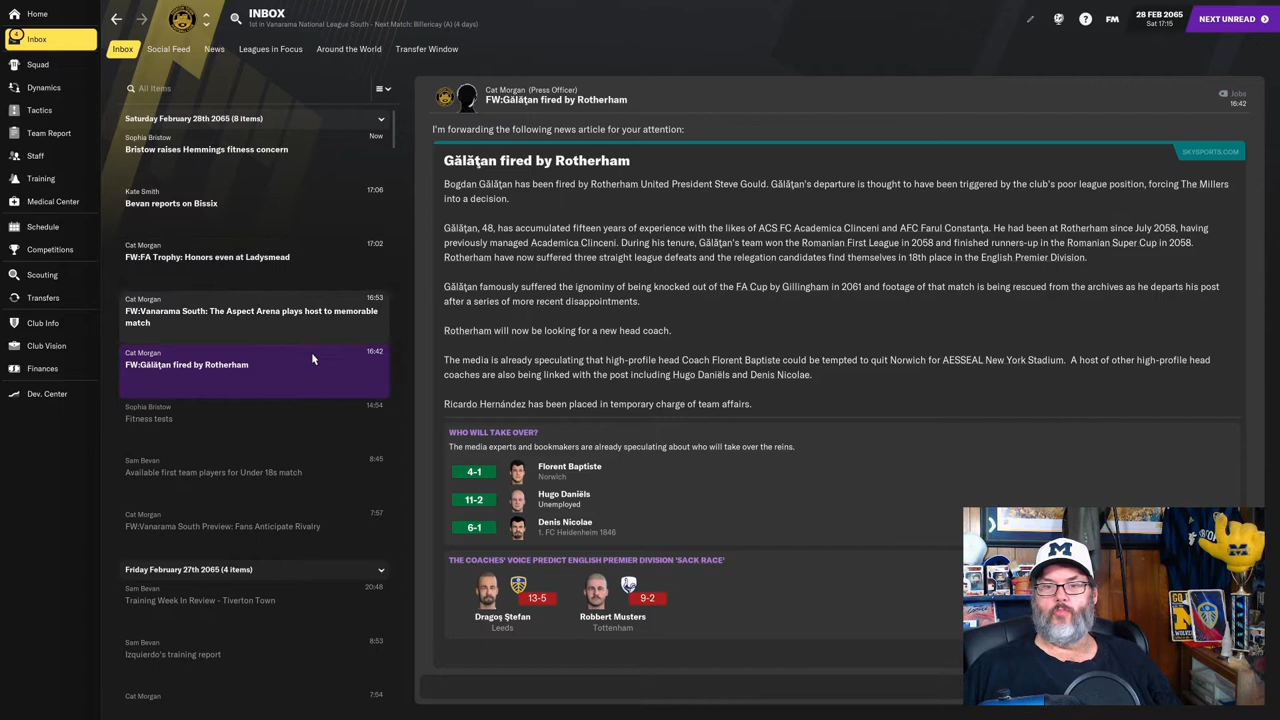 Home
4
Inbox
Squad
Dynamics
Tactics
Team Report
Staff
Training
Medical Center
Schedule
Competitions
Scouting
Transfers
Club Info
Club Vision
Finances
Dev. Center
INBOX
1st in Vanarama National League South - Next Match: Billericay (A) (4 days)
FM
28 FEB 2065
Sat 17:15
NEXT UNREAD
Inbox
Social Feed
News
Leagues in Focus
Around the World
Transfer Window
All Items
Saturday February 28th 2065 (8 items)
Sophia Bristow
Now
Bristow raises Hemmings fitness concern
Kate Smith
17:06
Bevan reports on Bissix
Cat Morgan
17:02
FW:FA Trophy: Honors even at Ladysmead
Cat Morgan
16:53
FW:Vanarama South: The Aspect Arena plays host to memorable
match
Cat Morgan
16:42
FW:Gălăţan fired by Rotherham
Sophia Bristow
14:54
Fitness tests
Sam Bevan
8:45
Available first team players for Under 18s match
Cat Morgan
7:57
FW:Vanarama South Preview: Fans Anticipate Rivalry
Friday February 27th 2065 (4 items)
Sam Bevan
20:48
Training Week In Review - Tiverton Town
Sam Bevan
8:53
Izquierdo's training report
Cat Morgan
7:54
Cat Morgan (Press Officer)
FW:Gălăţan fired by Rotherham
Jobs
16:42
I'm forwarding the following news article for your attention:
Gălăţan fired by Rotherham
SKYSPORTS.COM
Bogdan Gălăţan has been fired by Rotherham United President Steve Gould. Gălăţan's departure is thought to have been triggered by the club's poor league position, forcing The Millers
into a decision.
Gălăţan, 48, has accumulated fifteen years of experience with the likes of ACS FC Academica Clinceni and AFC Farul Constanţa. He had been at Rotherham since July 2058, having
previously managed Academica Clinceni. During his tenure, Gălăţan's team won the Romanian First League in 2058 and finished runners-up in the Romanian Super Cup in 2058.
Rotherham have now suffered three straight league defeats and the relegation candidates find themselves in 18th place in the English Premier Division.
Gălăţan famously suffered the ignominy of being knocked out of the FA Cup by Gillingham in 2061 and footage of that match is being rescued from the archives as he departs his post
after a series of more recent disappointments.
Rotherham will now be looking for a new head coach.
The media is already speculating that high-profile head Coach Florent Baptiste could be tempted to quit Norwich for AESSEAL New York Stadium. A host of other high-profile head
coaches are also being linked with the post including Hugo Daniëls and Denis Nicolae.
Ricardo Hernández has been placed in temporary charge of team affairs.
WHO WILL TAKE OVER?
The media experts and bookmakers are already speculating about who will take over the reins.
4-1
Florent Baptiste
Norwich
11-2
Hugo Daniëls
Unemployed
6-1
Denis Nicolae
1. FC Heidenheim 1846
THE COACHES' VOICE PREDICT ENGLISH PREMIER DIVISION 'SACK RACE'
13-5
Dragoş Ştefan
Leeds
9-2
Robbert Musters
Tottenham
M